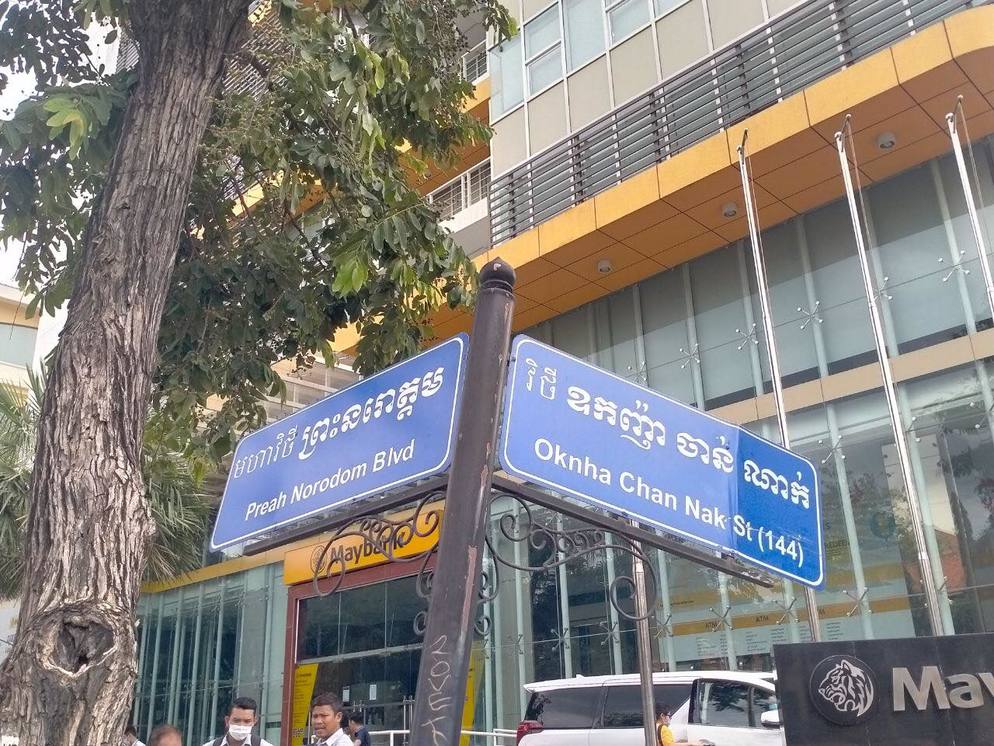 មហាវិថី ព្រះនរោត្តម
Preah Norodom Blvd
វិថី ឧកញ៉ា ចាន់ ណាក់
Oknha Chan Nak St (144)
Maybank
May